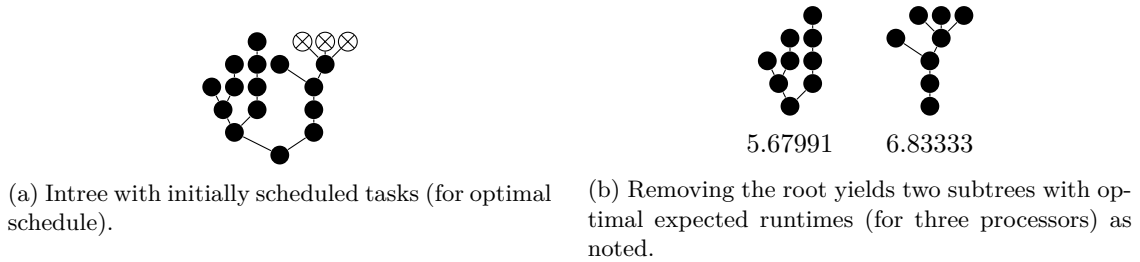 5.67991 6.83333
(a) Intree with initially scheduled tasks (for optimal
schedule).
(b) Removing the root yields two subtrees with op-
timal expected runtimes (for three processors) as
noted.